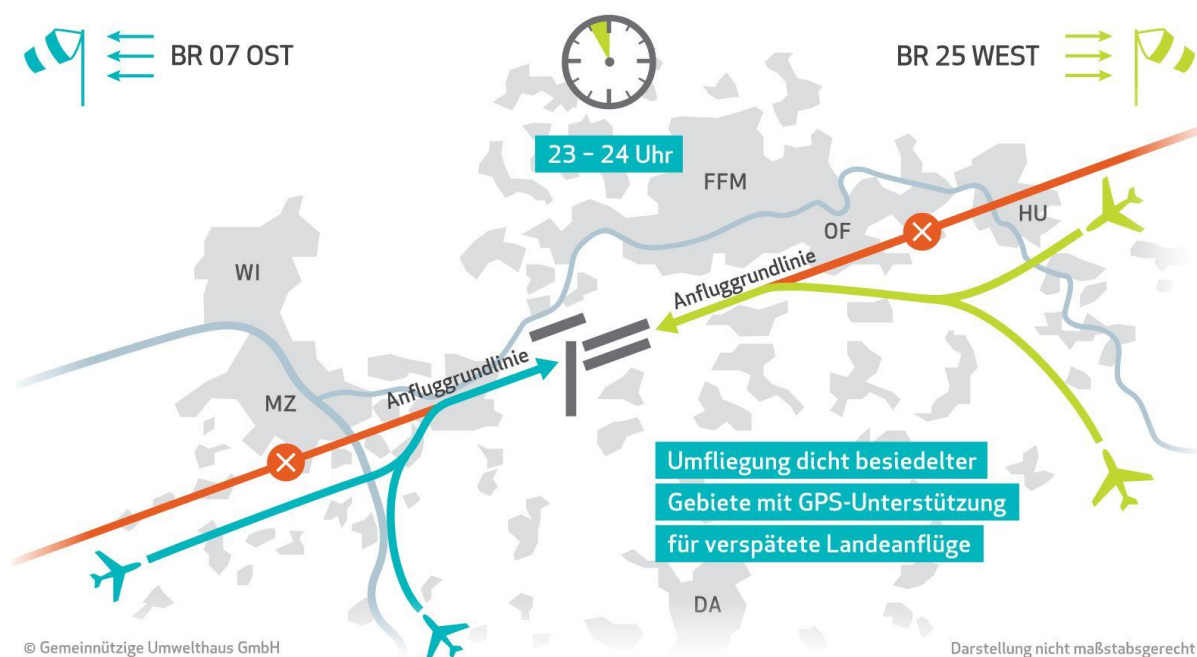 BR 07 OST
BR 25 WEST
23 – 24 Uhr
FFM
HU
OF
WI
Anfluggrundlinie
Anfluggrundlinie
MZ
Umfliegung dicht besiedelter
Gebiete mit GPS-Unterstützung
für verspätete Landeanflüge
DA
© Gemeinnützige Umwelthaus GmbH
Darstellung nicht maßstabsgerecht